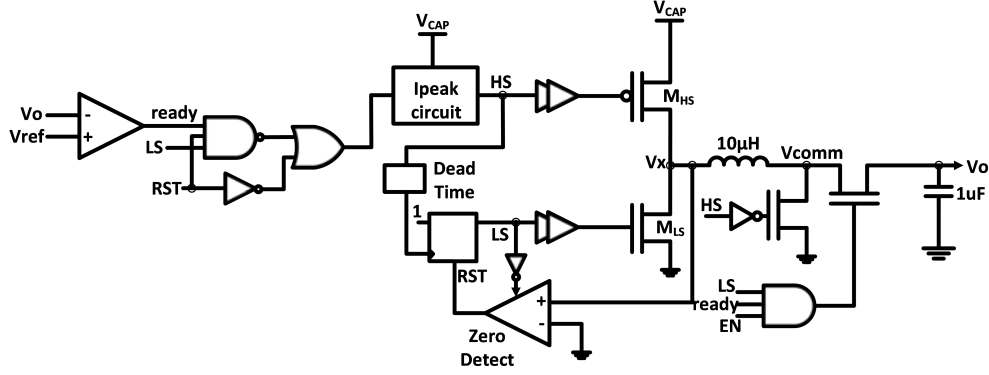 VCAP
VCAP
Ipeak
circuit
HS
MHS
Vo
-
Vref
+
ready
LS
RST
10µH
Vx
Vcomm
Vo
1uF
Dead
Time
HS
1
LS
MLS
RST
+
-
Zero
Detect
LS
ready
EN